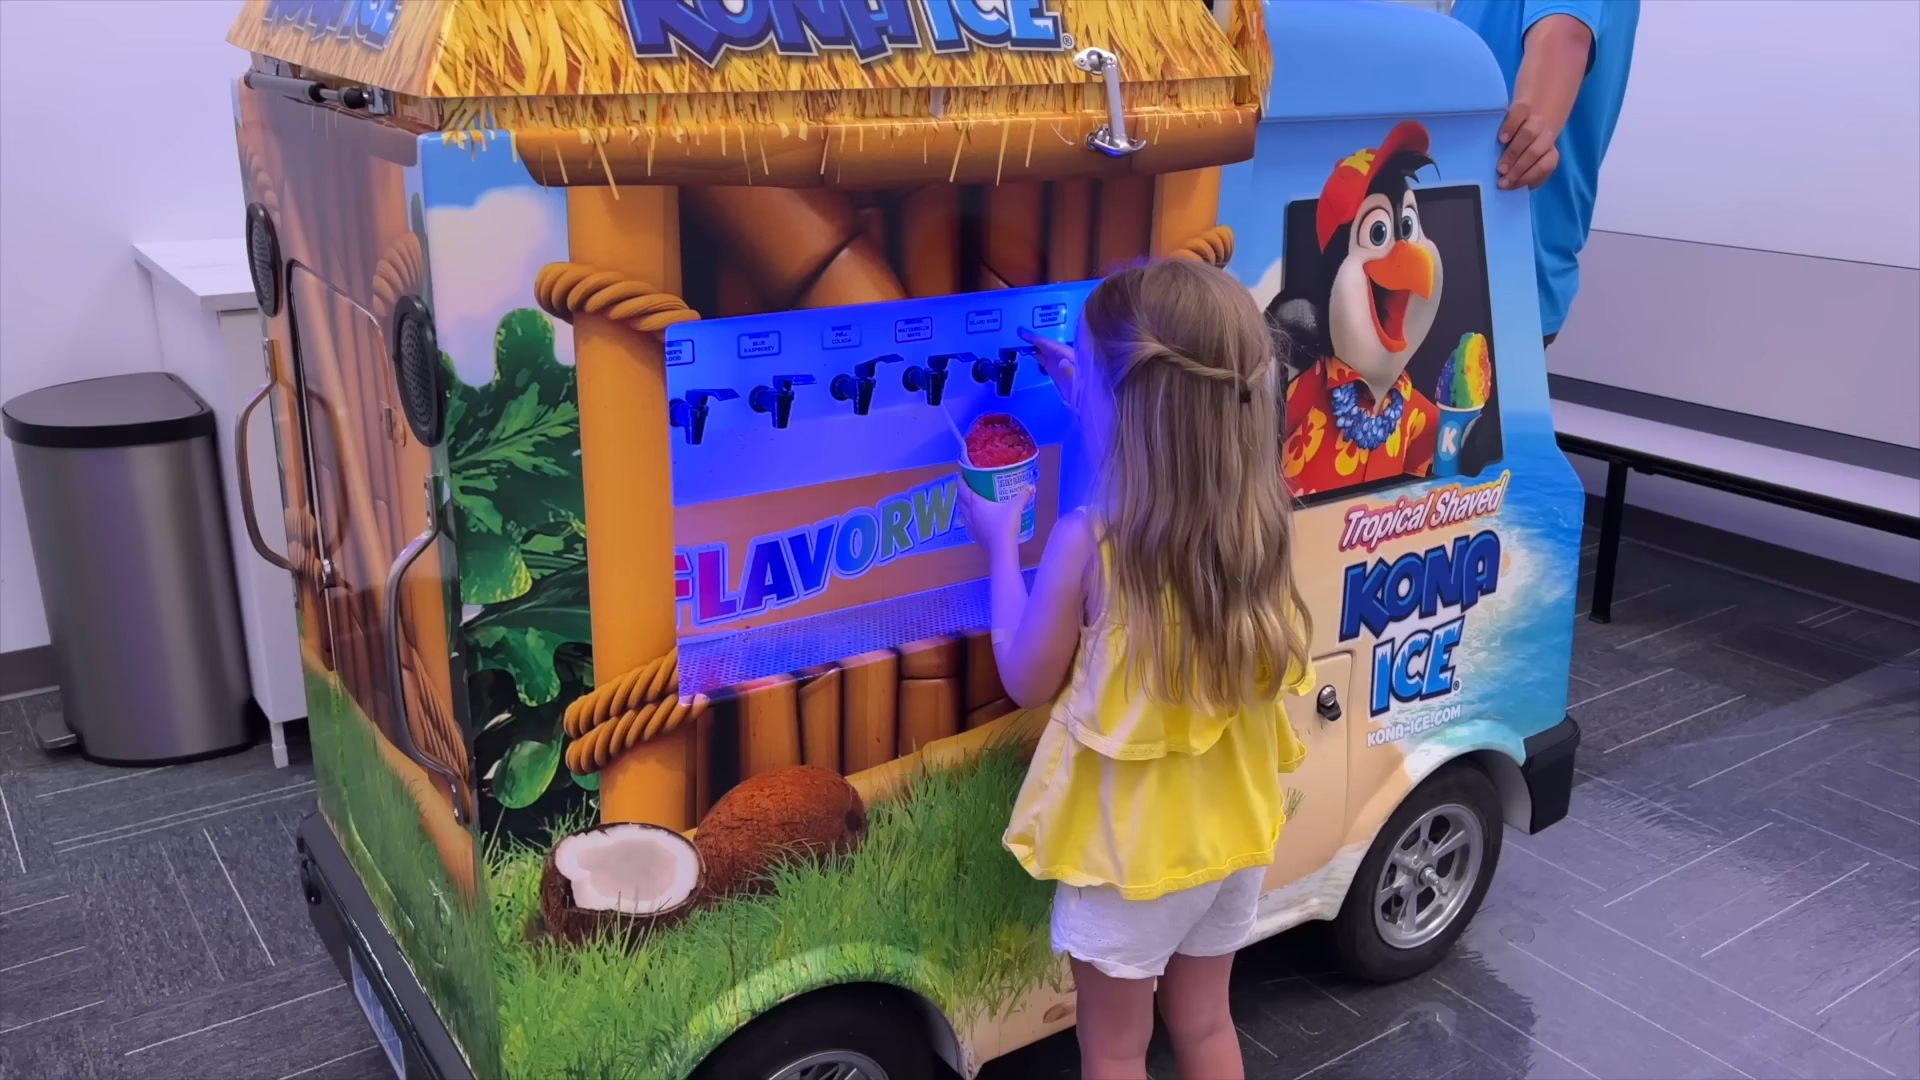 KONA ICE®
BLUE RASPBERRY
PIÑA COLADA
WATERMELON WAVE
ISLAND RUSH
FLAVORW
K
Tropical Shaved
KONA
ICE®
KONA-ICE.COM